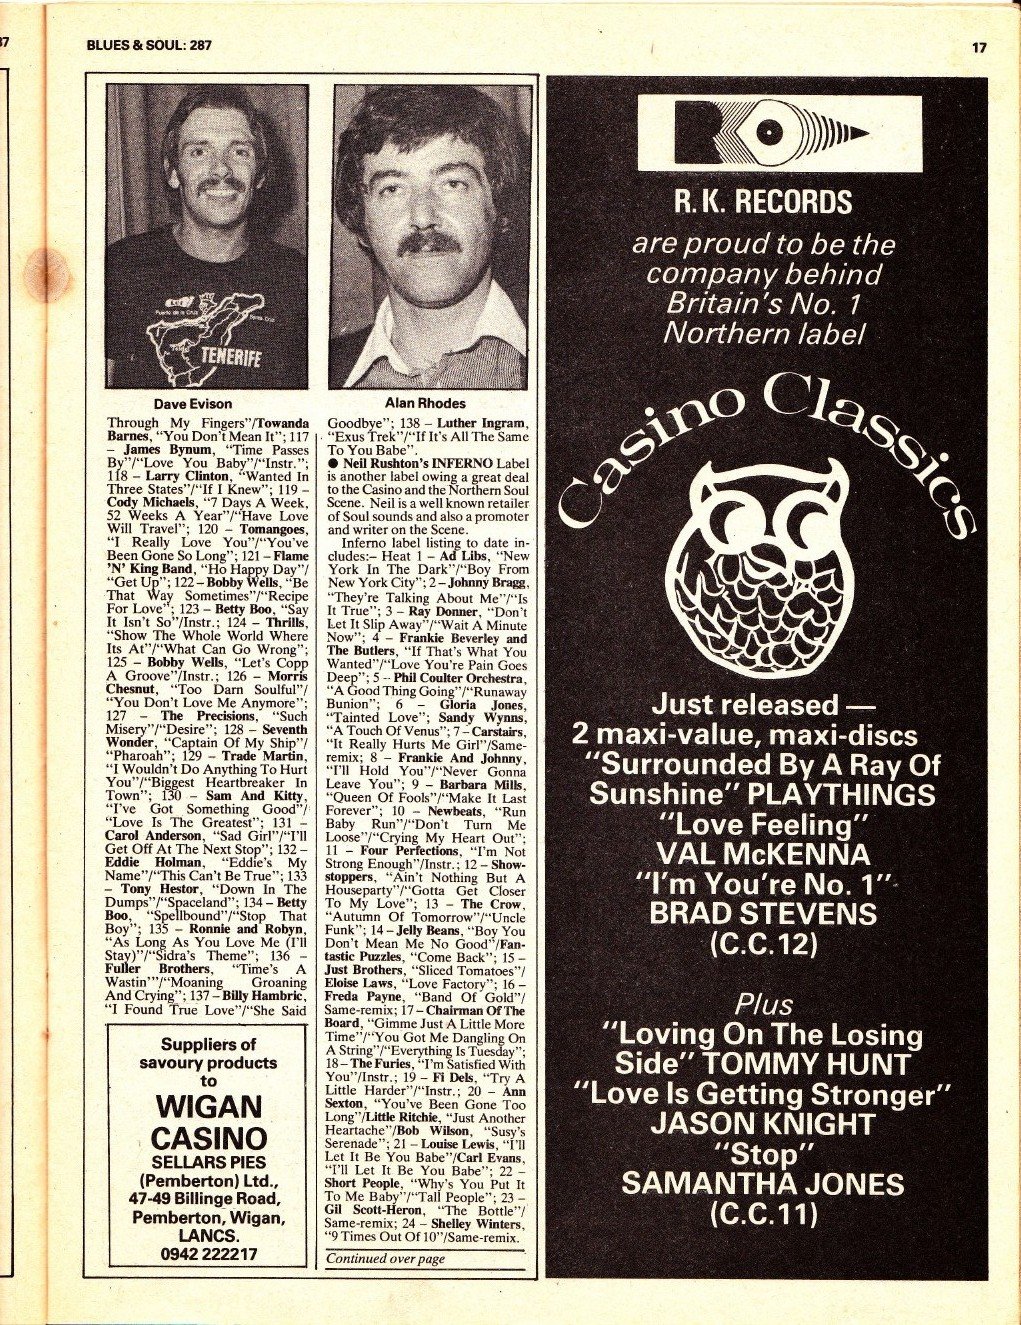 37
BLUES & SOUL: 287
17
Puerto de la Cruz
TENERIFE
Dave Evison
Alan Rhodes
Through My Fingers”/Towanda
Barnes, “You Don't Mean It”; 117
– James Bynum, “Time Passes
By”/“Love You Baby”/“Instr.”;
118 – Larry Clinton, “Wanted In
Three States”/“If I Knew”; 119 –
Cody Michaels, “7 Days A Week,
52 Weeks A Year”/“Have Love
Will Travel”; 120 – Tomangoes,
“I Really Love You”/“You've
Been Gone So Long”; 121 – Flame
'N' King Band, “Ho Happy Day”/
“Get Up”; 122 – Bobby Wells, “Be
That Way Sometimes”/“Recipe
For Love”; 123 – Betty Boo, “Say
It Isn't So”/Instr.; 124 – Thrills,
“Show The Whole World Where
Its At”/“What Can Go Wrong”;
125 – Bobby Wells, “Let's Copp
A Groove”/Instr.; 126 – Morris
Chesnut, “Too Darn Soulful”/
“You Don't Love Me Anymore”;
127 – The Precisions, “Such
Misery”/“Desire”; 128 – Seventh
Wonder, “Captain Of My Ship”/
“Pharoah”; 129 – Trade Martin,
“I Wouldn't Do Anything To Hurt
You”/“Biggest Heartbreaker In
Town”; 130 – Sam And Kitty,
“I've Got Something Good”/
“Love Is The Greatest”; 131 –
Carol Anderson, “Sad Girl”/“I'll
Get Off At The Next Stop”; 132 –
Eddie Holman, “Eddie's My
Name”/“This Can't Be True”; 133
– Tony Hestor, “Down In The
Dumps”/“Spaceland”; 134 – Betty
Boo, “Spellbound”/“Stop That
Boy”; 135 – Ronnie and Robyn,
“As Long As You Love Me (I'll
Stay)”/“Sidra's Theme”; 136 –
Fuller Brothers, “Time's A
Wastin'”/“Moaning Groaning
And Crying”; 137 – Billy Hambric,
“I Found True Love”/“She Said
Suppliers of
savoury products
to
WIGAN
CASINO
SELLARS PIES
(Pemberton) Ltd.,
47-49 Billinge Road,
Pemberton, Wigan,
LANCS.
0942 222217
Goodbye”; 138 – Luther Ingram,
“Exus Trek”/“If It's All The Same
To You Babe”.
● Neil Rushton's INFERNO Label
is another label owing a great deal
to the Casino and the Northern Soul
Scene. Neil is a well known retailer
of Soul sounds and also a promoter
and writer on the Scene.
Inferno label listing to date in-
cludes:– Heat 1 – Ad Libs, “New
York In The Dark”/“Boy From
New York City”; 2 – Johnny Bragg,
“They're Talking About Me”/“Is
It True”; 3 – Ray Donner, “Don't
Let It Slip Away”/“Wait A Minute
Now”; 4 – Frankie Beverley and
The Butlers, “If That's What You
Wanted”/“Love You're Pain Goes
Deep”; 5 – Phil Coulter Orchestra,
“A Good Thing Going”/“Runaway
Bunion”; 6 – Gloria Jones,
“Tainted Love”; Sandy Wynns,
“A Touch Of Venus”; 7 – Carstairs,
“It Really Hurts Me Girl”/Same-
remix; 8 – Frankie And Johnny,
“I'll Hold You”/“Never Gonna
Leave You”; 9 – Barbara Mills,
“Queen Of Fools”/“Make It Last
Forever”; 10 – Newbeats, “Run
Baby Run”/“Don't Turn Me
Loose”/“Crying My Heart Out”;
11 – Four Perfections, “I'm Not
Strong Enough”/Instr.; 12 – Show-
stoppers, “Ain't Nothing But A
Houseparty”/“Gotta Get Closer
To My Love”; 13 – The Crow,
“Autumn Of Tomorrow”/“Uncle
Funk”; 14 – Jelly Beans, “Boy You
Don't Mean Me No Good”/Fan-
tastic Puzzles, “Come Back”; 15 –
Just Brothers, “Sliced Tomatoes”/
Eloise Laws, “Love Factory”; 16 –
Freda Payne, “Band Of Gold”/
Same-remix; 17 – Chairman Of The
Board, “Gimme Just A Little More
Time”/“You Got Me Dangling On
A String”/“Everything Is Tuesday”;
18 – The Furies, “I'm Satisfied With
You”/Instr.; 19 – Fi Dels, “Try A
Little Harder”/“Instr.; 20 – Ann
Sexton, “You've Been Gone Too
Long”/Little Ritchie, “Just Another
Heartache”/Bob Wilson, “Susy's
Serenade”; 21 – Louise Lewis, “I'll
Let It Be You Babe”/Carl Evans,
“I'll Let It Be You Babe”; 22 –
Short People, “Why's You Put It
To Me Baby”/“Tall People”; 23 –
Gil Scott-Heron, “The Bottle”/
Same-remix; 24 – Shelley Winters,
“9 Times Out Of 10”/Same-remix.
Continued over page
R.K. RECORDS
are proud to be the
company behind
Britain's No. 1
Northern label
Casino Classics
Just released —
2 maxi-value, maxi-discs
“Surrounded By A Ray Of
Sunshine” PLAYTHINGS
“Love Feeling”
VAL McKENNA
“I'm You're No. 1”
BRAD STEVENS
(C.C.12)
Plus
“Loving On The Losing
Side” TOMMY HUNT
“Love Is Getting Stronger”
JASON KNIGHT
“Stop”
SAMANTHA JONES
(C.C.11)